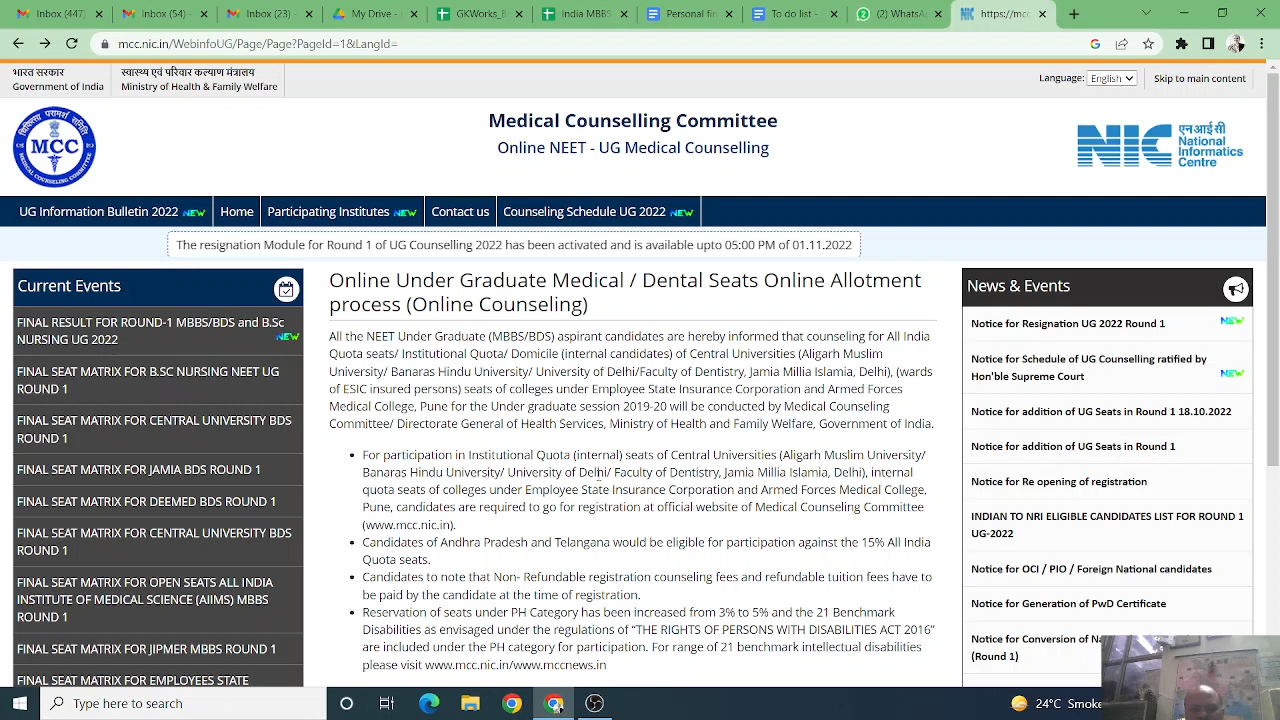 Inbox (447)
Inbox (54) -
Inbox (23) -
My Drive -
GKWorks_B
India MBBS
Personal fin
To do list -
(2) WhatsA
https://mcc
mcc.nic.in/WebinfoUG/Page/Page?PageId=1&LangId=
भारत सरकार
Government of India
स्वास्थ्य एवं परिवार कल्याण मंत्रालय
Ministry of Health & Family Welfare
Language: English
Skip to main content
चिकित्सा परामर्श समिति
MCC
MEDICAL COUNSELLING COMMITTEE
Medical Counselling Committee
Online NEET - UG Medical Counselling
NIC
एन आई सी
National
Informatics
Centre
UG Information Bulletin 2022 NEW
Home
Participating Institutes NEW
Contact us
Counseling Schedule UG 2022 NEW
The resignation Module for Round 1 of UG Counselling 2022 has been activated and is available upto 05:00 PM of 01.11.2022
Current Events
FINAL RESULT FOR ROUND-1 MBBS/BDS and B.Sc
NURSING UG 2022 NEW
FINAL SEAT MATRIX FOR B.SC NURSING NEET UG
ROUND 1
FINAL SEAT MATRIX FOR CENTRAL UNIVERSITY BDS
ROUND 1
FINAL SEAT MATRIX FOR JAMIA BDS ROUND 1
FINAL SEAT MATRIX FOR DEEMED BDS ROUND 1
FINAL SEAT MATRIX FOR CENTRAL UNIVERSITY BDS
ROUND 1
FINAL SEAT MATRIX FOR OPEN SEATS ALL INDIA
INSTITUTE OF MEDICAL SCIENCE (AIIMS) MBBS
ROUND 1
FINAL SEAT MATRIX FOR JIPMER MBBS ROUND 1
FINAL SEAT MATRIX FOR EMPLOYEES STATE
Online Under Graduate Medical / Dental Seats Online Allotment
process (Online Counseling)
All the NEET Under Graduate (MBBS/BDS) aspirant candidates are hereby informed that counseling for All India
Quota seats/ Institutional Quota/ Domicile (internal candidates) of Central Universities (Aligarh Muslim
University/ Banaras Hindu University/ University of Delhi/Faculty of Dentistry, Jamia Millia Islamia, Delhi), (wards
of ESIC insured persons) seats of colleges under Employee State Insurance Corporation and Armed Forces
Medical College, Pune for the Under graduate session 2019-20 will be conducted by Medical Counseling
Committee/ Directorate General of Health Services, Ministry of Health and Family Welfare, Government of India.
• For participation in Institutional Quota (internal) seats of Central Universities (Aligarh Muslim University/
Banaras Hindu University/ University of Delhi/ Faculty of Dentistry, Jamia Millia Islamia, Delhi), internal
quota seats of colleges under Employee State Insurance Corporation and Armed Forces Medical College,
Pune, candidates are required to go for registration at official website of Medical Counseling Committee
(www.mcc.nic.in).
• Candidates of Andhra Pradesh and Telangana would be eligible for participation against the 15% All India
Quota seats.
• Candidates to note that Non- Refundable registration counseling fees and refundable tuition fees have to
be paid by the candidate at the time of registration.
• Reservation of seats under PH Category has been increased from 3% to 5% and the 21 Benchmark
Disabilities as envisaged under the regulations of “THE RIGHTS OF PERSONS WITH DISABILITIES ACT 2016”
are included under the PH category for participation. For range of 21 benchmark intellectual disabilities
please visit www.mcc.nic.in/www.mccnews.in
News & Events
Notice for Resignation UG 2022 Round 1 NEW
Notice for Schedule of UG Counselling ratified by
Hon'ble Supreme Court NEW
Notice for addition of UG Seats in Round 1 18.10.2022
Notice for addition of UG Seats in Round 1
Notice for Re opening of registration
INDIAN TO NRI ELIGIBLE CANDIDATES LIST FOR ROUND 1
UG-2022
Notice for OCI / PIO / Foreign National candidates
Notice for Generation of PwD Certificate
Notice for Conversion of
(Round 1)
Type here to search
24°C Smoke